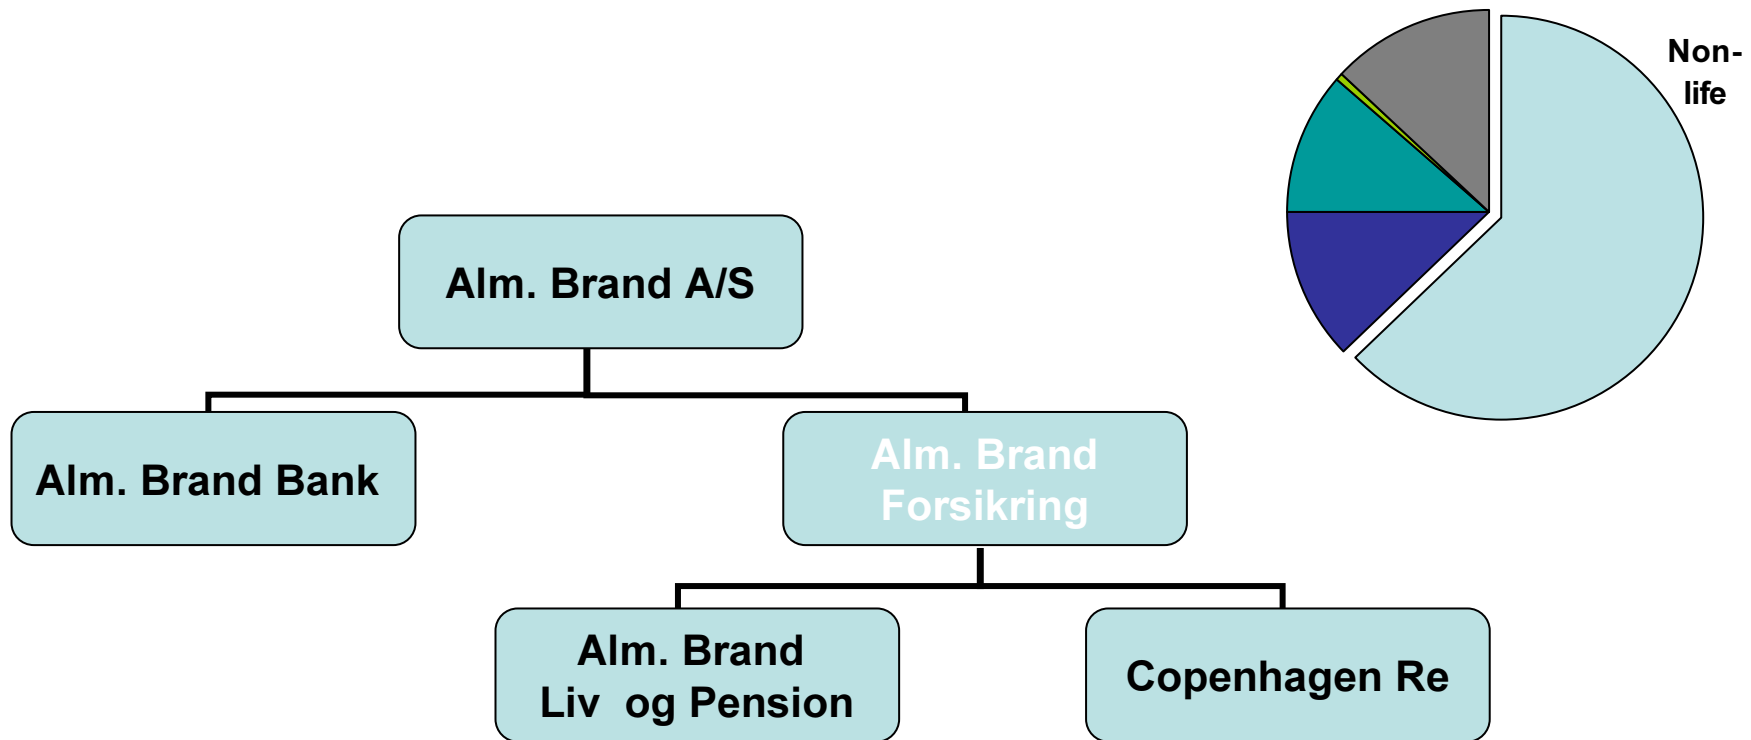 Non-
life
Alm. Brand A/S
Alm. Brand Bank
Alm. Brand
Forsikring
Alm. Brand
Liv og Pension
Copenhagen Re